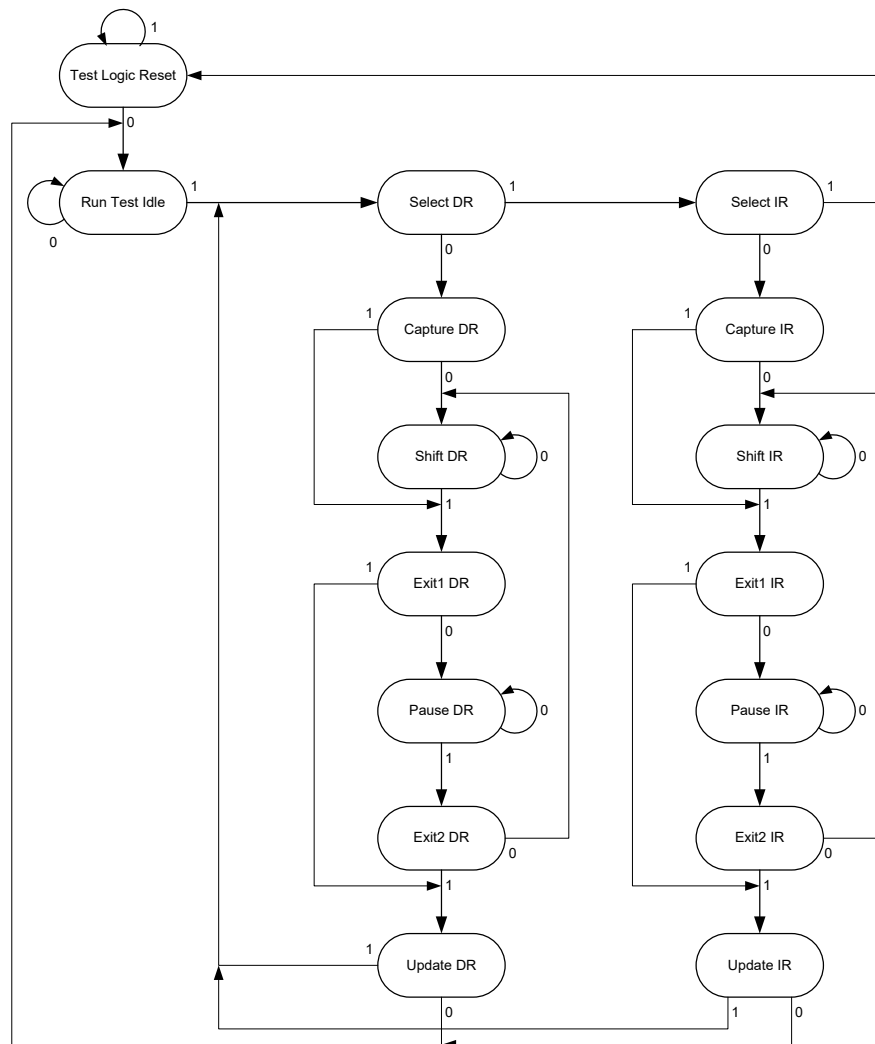 1
Test Logic Reset
0
Run Test Idle
1
0
Select DR
1
Select IR
1
0
0
1
Capture DR
1
Capture IR
0
0
Shift DR
0
Shift IR
0
1
1
1
Exit1 DR
1
Exit1 IR
0
0
Pause DR
0
Pause IR
0
1
1
Exit2 DR
0
Exit2 IR
0
1
1
1
Update DR
Update IR
0
1
0